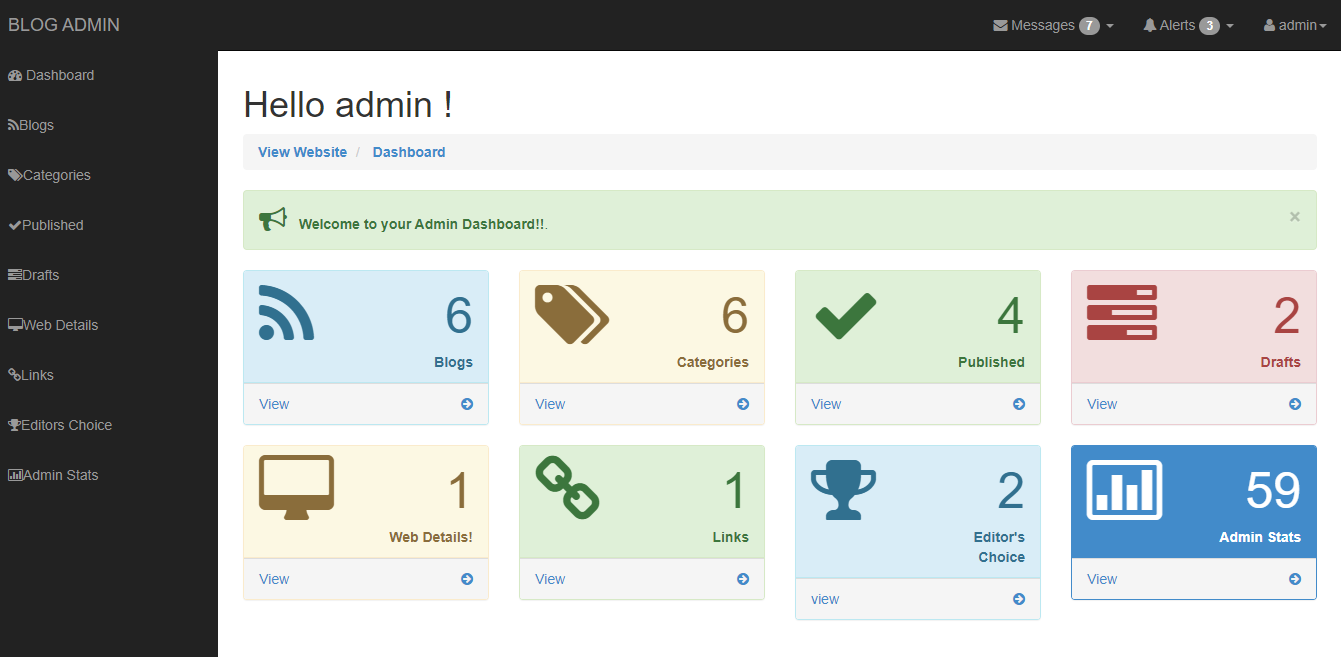 BLOG ADMIN
Messages 7
Alerts 3
admin
Dashboard
Blogs
Categories
Published
Drafts
Web Details
Links
Editors Choice
Admin Stats
Hello admin !
View Website / Dashboard
Welcome to your Admin Dashboard!!.
×
6
Blogs
View
6
Categories
View
4
Published
View
2
Drafts
View
1
Web Details!
View
1
Links
View
2
Editor's
Choice
view
59
Admin Stats
View